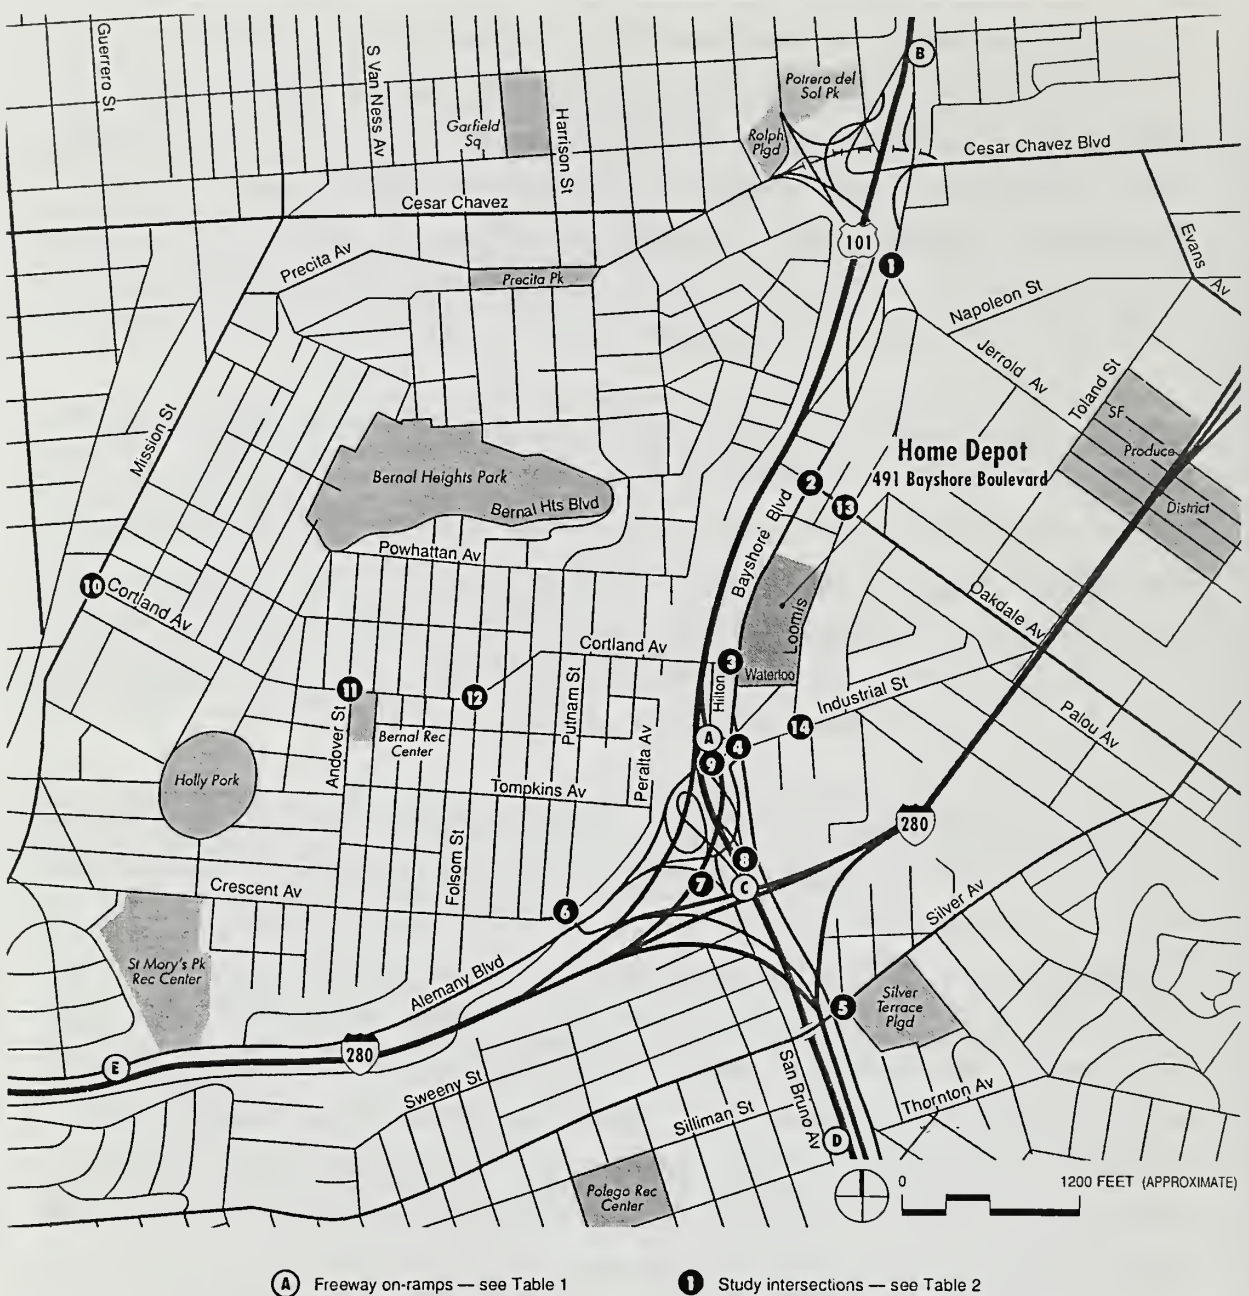 Guerrero St
S Van Ness Av
Garfield
Sq
Harrison St
Potrero del
Sol Pk
B
Rolph
Plgd
Cesar Chavez Blvd
Cesar Chavez
101
1
Evans
Av
Precita Av
Precita Pk
Napoleon St
Jerrold Av
Toland St
SF
Produce
District
Mission St
Bernal Heights Park
Bernal Hts Blvd
Home Depot
491 Bayshore Boulevard
2
13
Bayshore Blvd
Powhattan Av
10
Cortland Av
Loomis
Oakdale Av
Cortland Av
3
Waterloo
Hilton
Industrial St
11
12
Putnam St
14
Palou Av
Andover St
Bernal Rec
Center
A
4
9
Peralta Av
Holly Park
Tompkins Av
280
Folsom St
8
7
C
Crescent Av
6
Silver Av
St Mary's Pk
Rec Center
Alemany Blvd
5
Silver
Terrace
Plgd
E
280
San Bruno Av
Sweeny St
Silliman St
Thornton Av
D
Polego Rec
Center
0
1200 FEET (APPROXIMATE)
A Freeway on-ramps — see Table 1
1 Study intersections — see Table 2